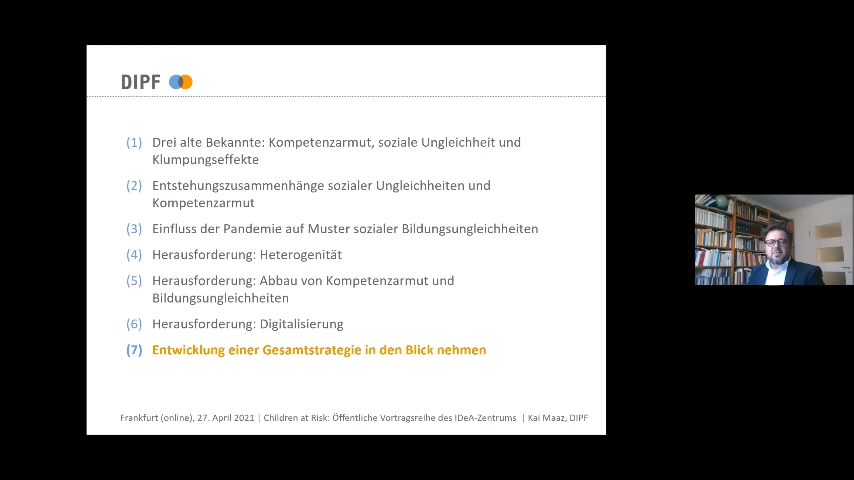 DIPF
(1) Drei alte Bekannte: Kompetenzarmut, soziale Ungleichheit und
Klumpungseffekte
(2) Entstehungszusammenhänge sozialer Ungleichheiten und
Kompetenzarmut
(3) Einfluss der Pandemie auf Muster sozialer Bildungsungleichheiten
(4) Herausforderung: Heterogenität
(5) Herausforderung: Abbau von Kompetenzarmut und
Bildungsungleichheiten
(6) Herausforderung: Digitalisierung
(7) Entwicklung einer Gesamtstrategie in den Blick nehmen
Frankfurt (online), 27. April 2021 | Children at Risk: Öffentliche Vortragsreihe des IDeA-Zentrums | Kai Maaz, DIPF